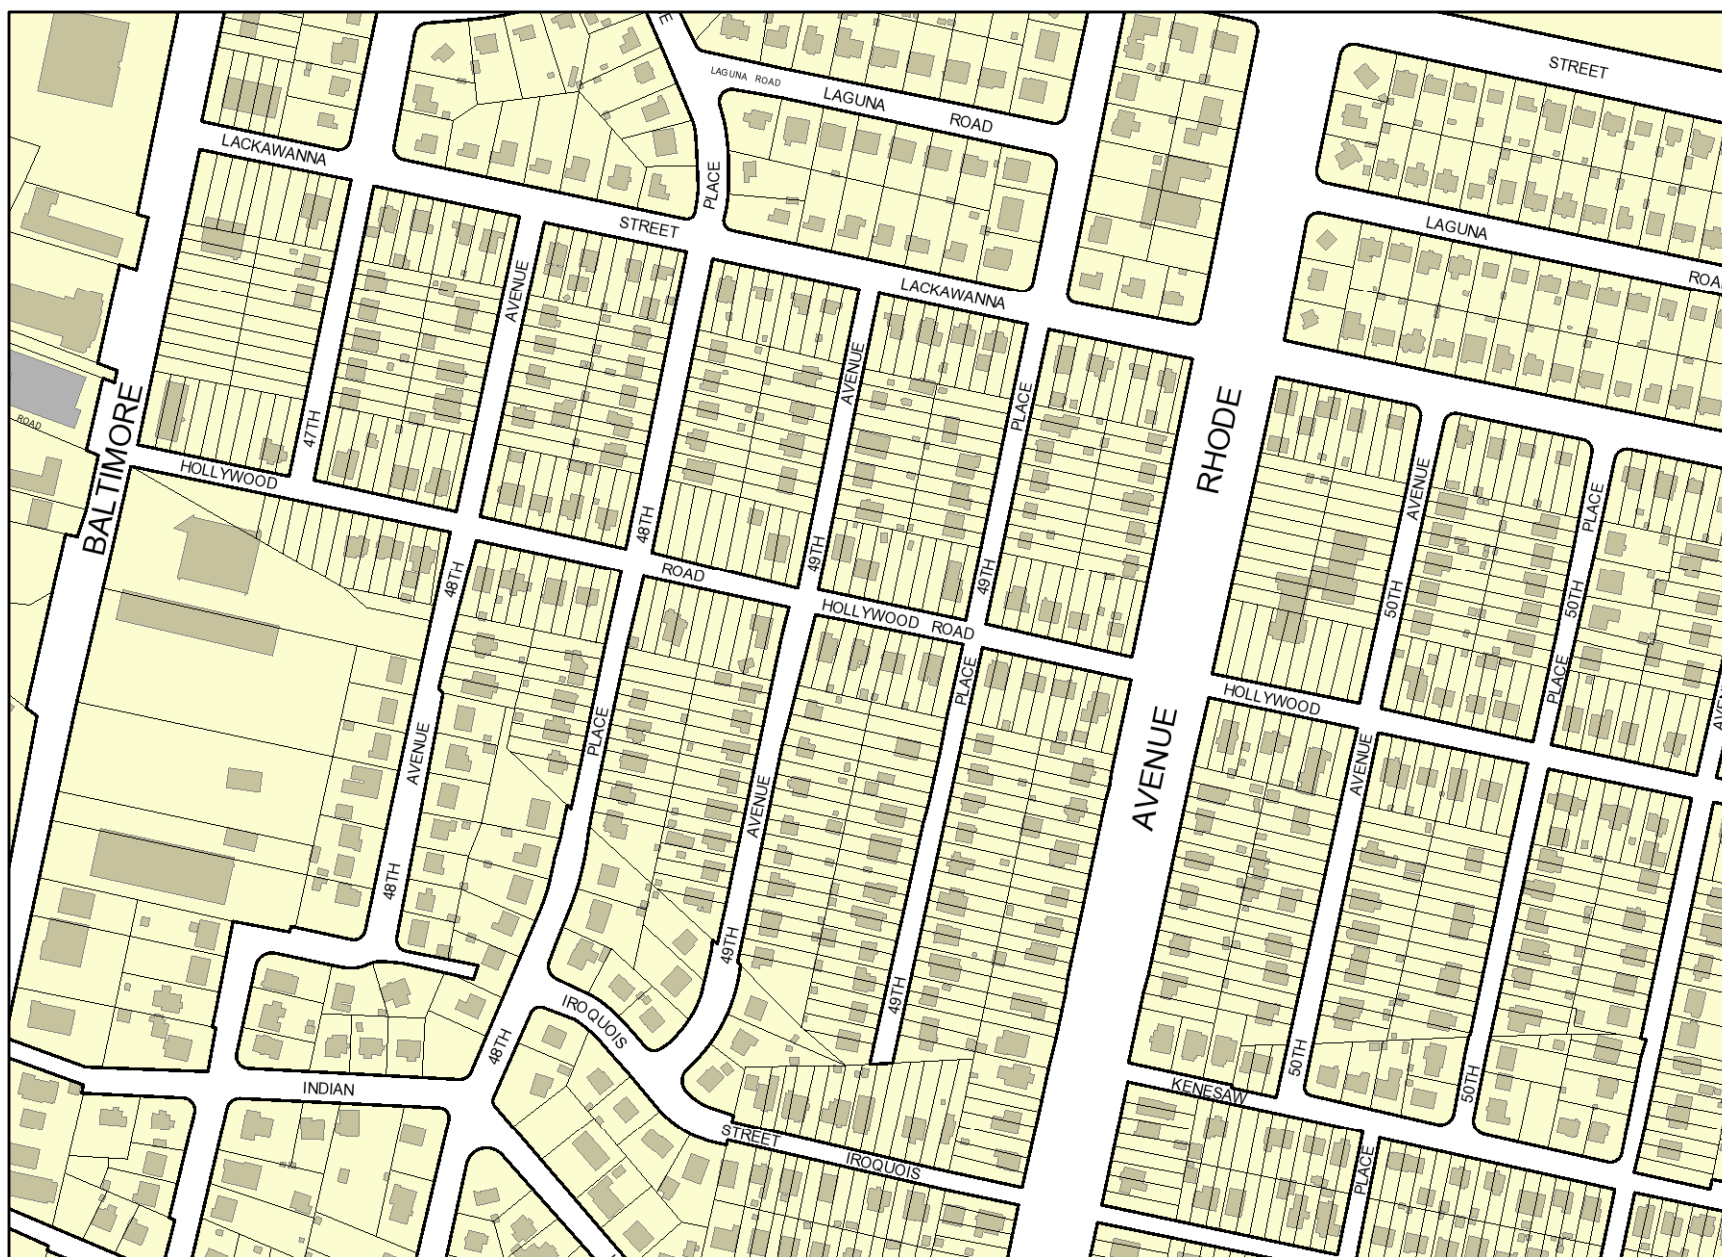 E
STREET
LAGUNA ROAD
LAGUNA
ROAD
LACKAWANNA
PLACE
STREET
LAGUNA
ROA
AVENUE
LACKAWANNA
AVENUE
PLACE
RHODE
BALTIMORE
ROAD
47TH
HOLLYWOOD
AVENUE
PLACE
48TH
49TH
49TH
48TH
ROAD
HOLLYWOOD ROAD
50TH
50TH
PLACE
PLACE
HOLLYWOOD
AVE
PLACE
AVENUE
AVENUE
AVENUE
AVENUE
48TH
49TH
49TH
IROQUOIS
48TH
INDIAN
50TH
50TH
KENESAW
STREET
IROQUOIS
PLACE